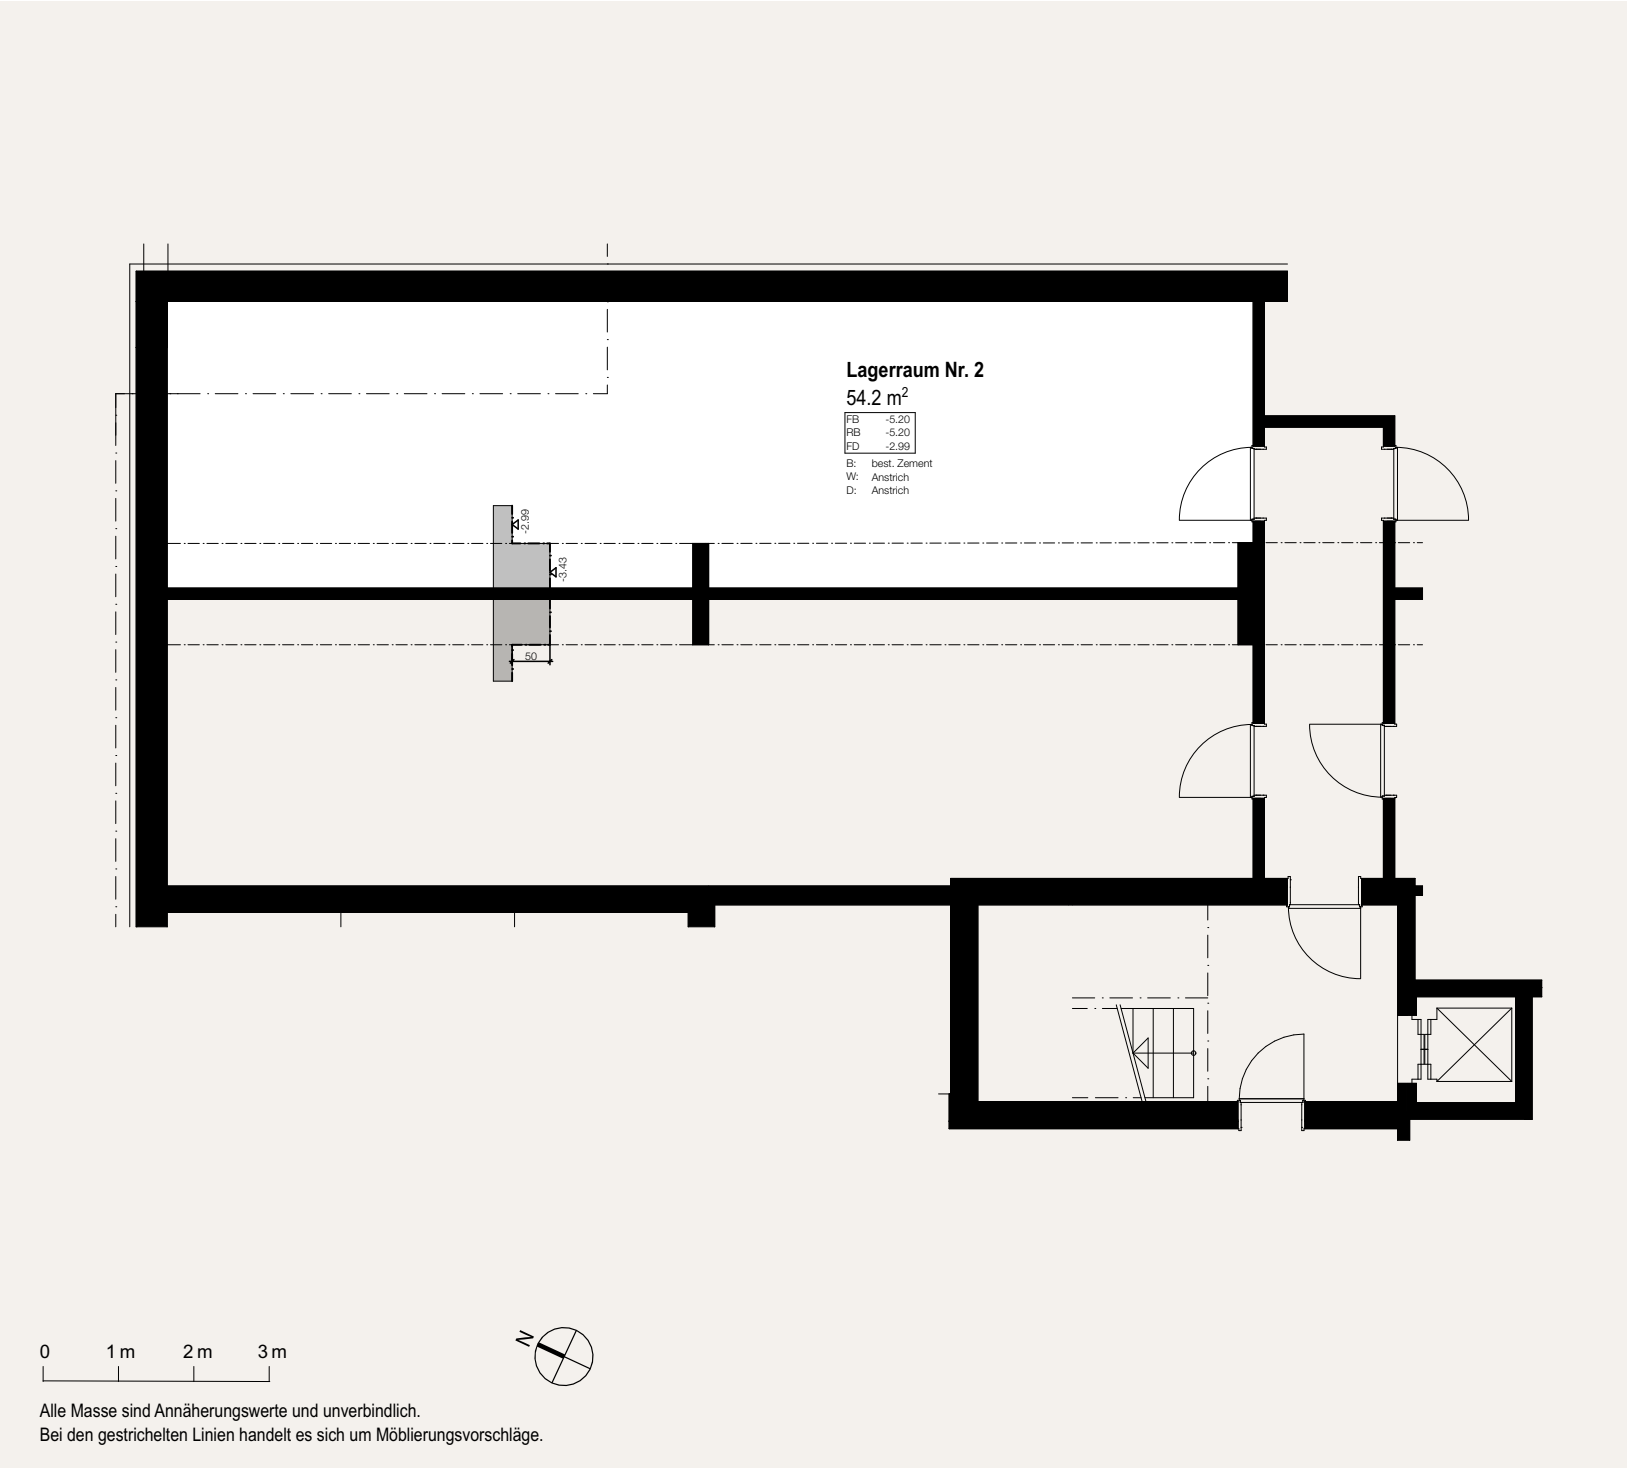 Lagerraum Nr. 2
54.2 m²
FB -5.20
RB -5.20
FD -2.99
B: best. Zement
W: Anstrich
D: Anstrich
-2.99
-3.43
50
0 1 m 2 m 3 m
N
Alle Masse sind Annäherungswerte und unverbindlich.
Bei den gestrichelten Linien handelt es sich um Möblierungsvorschläge.